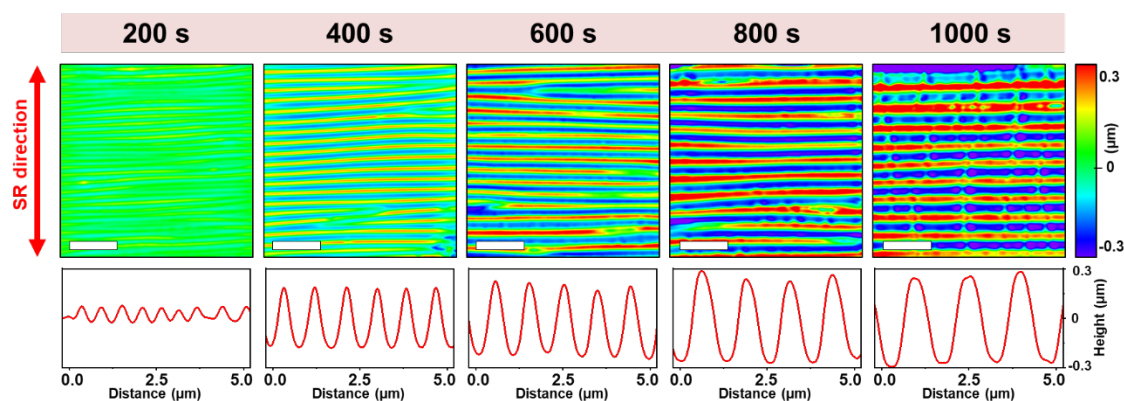 200 s 400 s 600 s 800 s 1000 s
SR direction
0.3
(μm)
0
-0.3
0.3
0
-0.3
Height (μm)
0.0 2.5 5.0 0.0 2.5 5.0 0.0 2.5 5.0 0.0 2.5 5.0 0.0 2.5 5.0
Distance (μm) Distance (μm) Distance (μm) Distance (μm) Distance (μm)